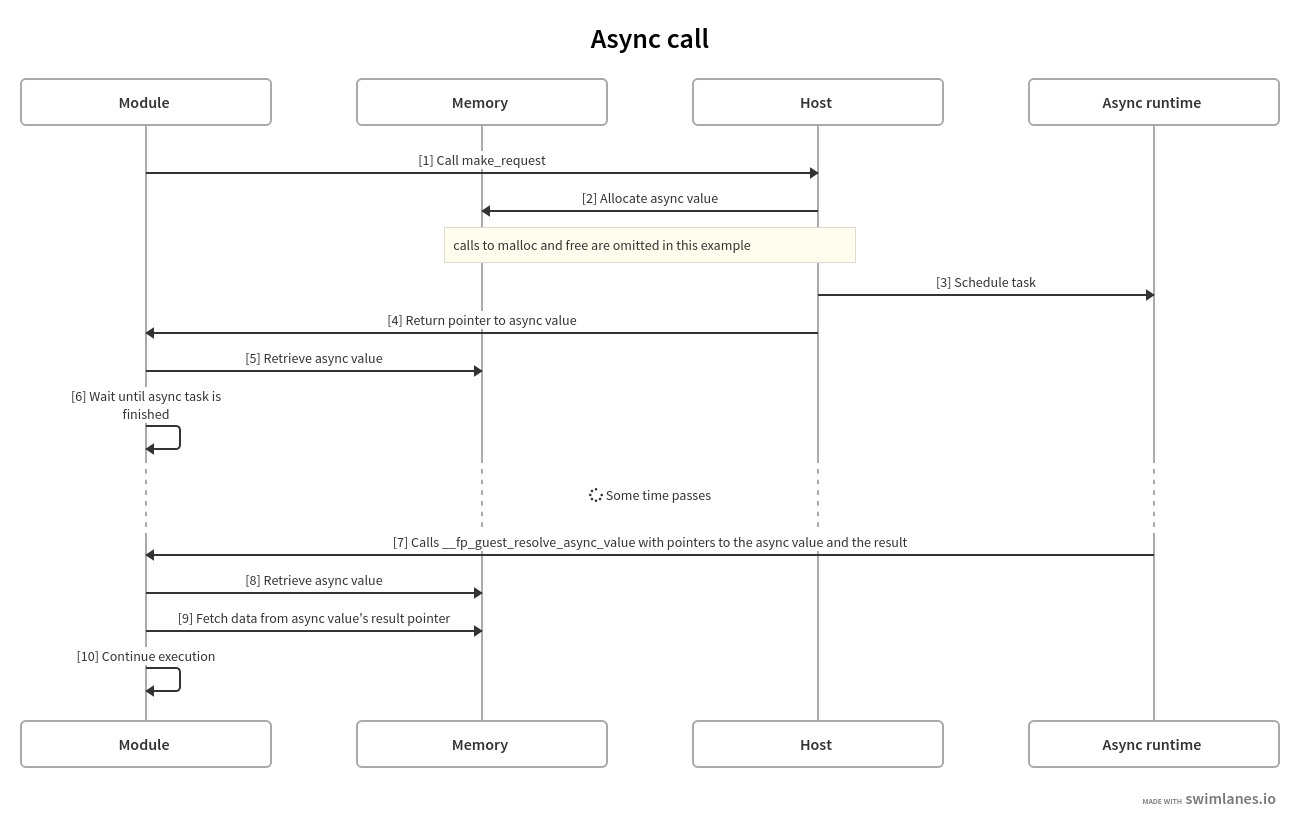 Async call
Module
Memory
Host
Async runtime
[1] Call make_request
[2] Allocate async value
calls to malloc and free are omitted in this example
[3] Schedule task
[4] Return pointer to async value
[5] Retrieve async value
[6] Wait until async task is
finished
Some time passes
[7] Calls __fp_guest_resolve_async_value with pointers to the async value and the result
[8] Retrieve async value
[9] Fetch data from async value's result pointer
[10] Continue execution
Module
Memory
Host
Async runtime
MADE WITH swimlanes.io